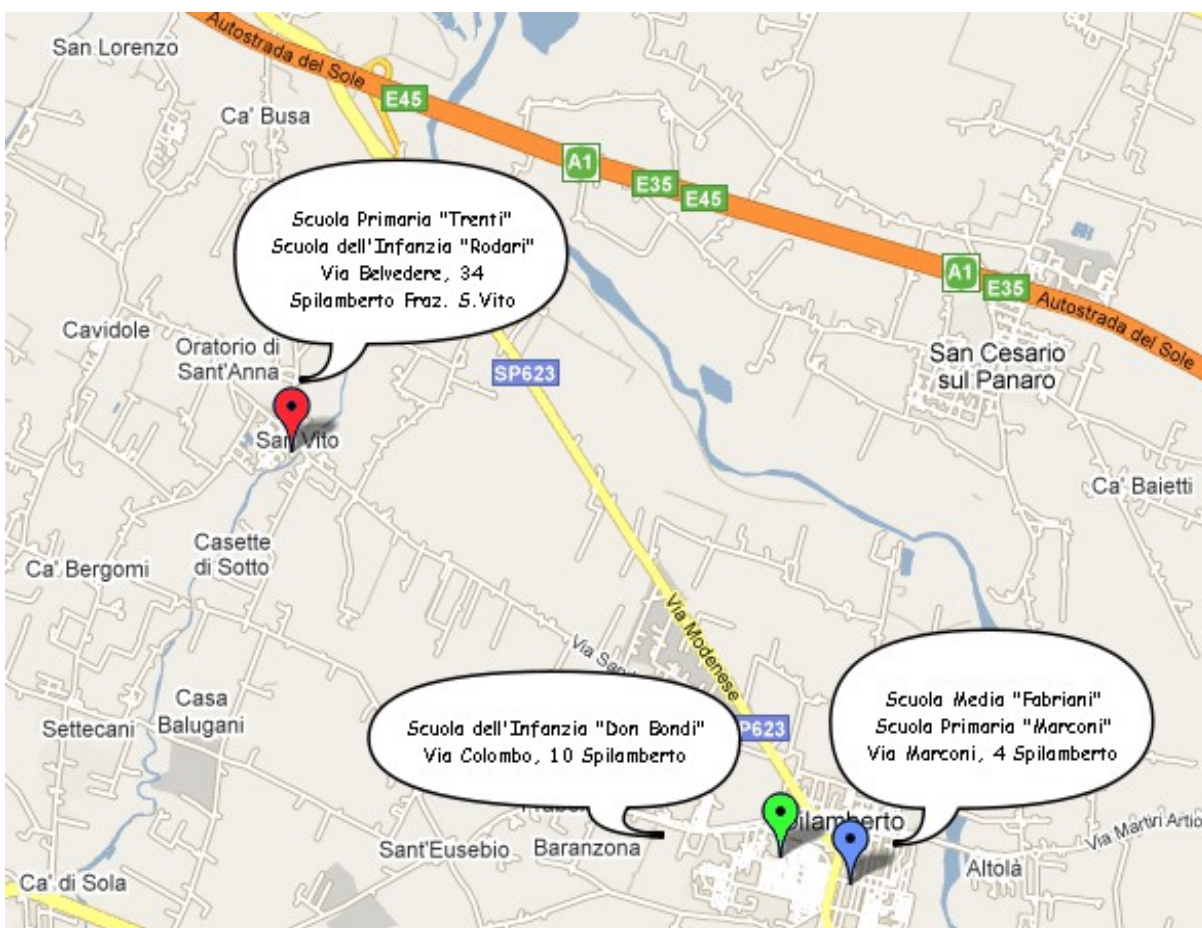 San Lorenzo
Autostrada del Sole
E45
Ca' Busa
A1
E35
E45
A1
E35
Autostrada del Sole
Scuola Primaria "Trenti"
Scuola dell'Infanzia "Rodari"
Via Belvedere, 34
Spilamberto Fraz. S.Vito
Cavidole
Oratorio di
Sant'Anna
SP623
San Cesario
sul Panaro
San Vito
Ca' Baietti
Casette
di Sotto
Ca' Bergomi
Via Modenese
Via
Casa
Balugani
Settecani
Scuola dell'Infanzia "Don Bondi"
Via Colombo, 10 Spilamberto
P623
Scuola Media "Fabriani"
Scuola Primaria "Marconi"
Via Marconi, 4 Spilamberto
Spilamberto
Via Martiri Artio
Sant'Eusebio
Baranzona
Altolà
Ca' di Sola